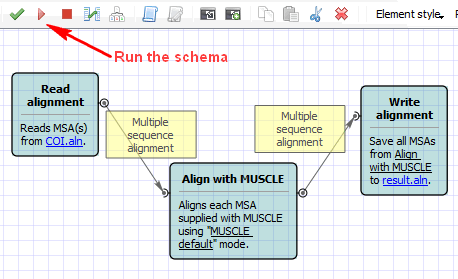 Element style
Run the schema
Read
alignment
Reads MSA(s)
from COI.aln.
Multiple
sequence
alignment
Align with MUSCLE
Aligns each MSA
supplied with MUSCLE
using "MUSCLE
default" mode.
Multiple
sequence
alignment
Write
alignment
Save all MSAs
from Align
with MUSCLE
to result.aln.